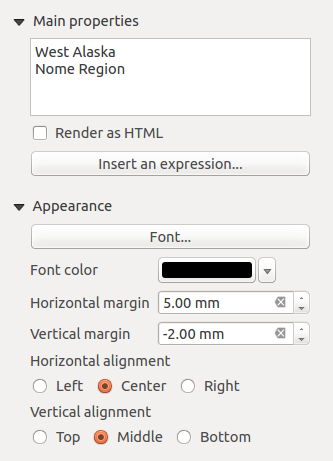 Main properties
West Alaska
Nome Region
Render as HTML
Insert an expression...
Appearance
Font...
Font color
Horizontal margin 5.00 mm
Vertical margin -2.00 mm
Horizontal alignment
Left Center Right
Vertical alignment
Top Middle Bottom